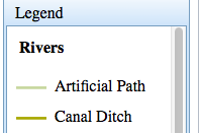 Legend
Rivers
Artificial Path
Canal Ditch